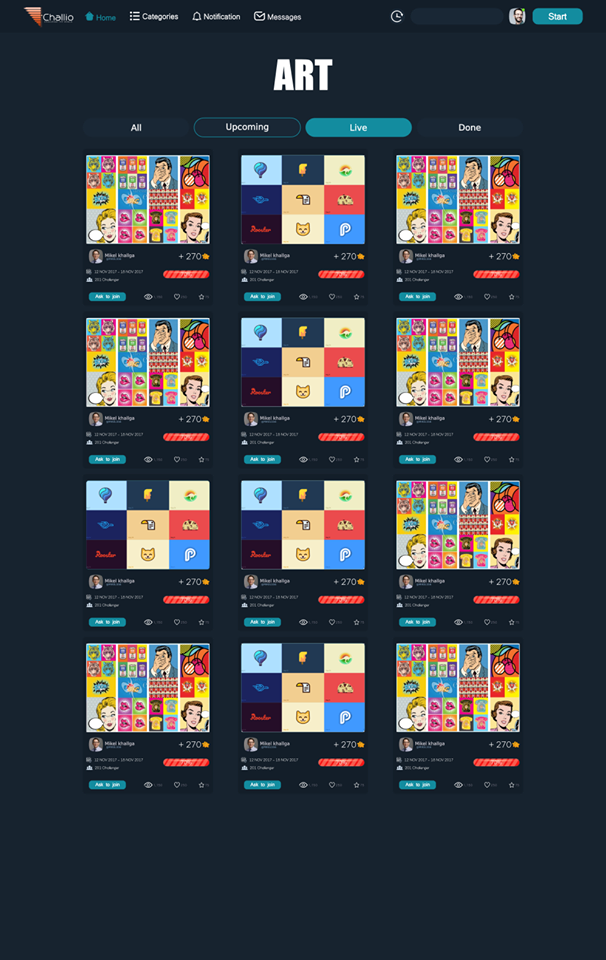 Challio
Home
Categories
Notification
Messages
Start
ART
All
Upcoming
Live
Done
Mikel khaliga
+ 270
12 NOV 2017 - 18 NOV 2017
201 Challenger
Ask to join
Mikel khaliga
+ 270
12 NOV 2017 - 18 NOV 2017
201 Challenger
Ask to join
Mikel khaliga
+ 270
12 NOV 2017 - 18 NOV 2017
201 Challenger
Ask to join
Mikel khaliga
+ 270
12 NOV 2017 - 18 NOV 2017
201 Challenger
Ask to join
Mikel khaliga
+ 270
12 NOV 2017 - 18 NOV 2017
201 Challenger
Ask to join
Mikel khaliga
+ 270
12 NOV 2017 - 18 NOV 2017
201 Challenger
Ask to join
Mikel khaliga
+ 270
12 NOV 2017 - 18 NOV 2017
201 Challenger
Ask to join
Mikel khaliga
+ 270
12 NOV 2017 - 18 NOV 2017
201 Challenger
Ask to join
Mikel khaliga
+ 270
12 NOV 2017 - 18 NOV 2017
201 Challenger
Ask to join
Mikel khaliga
+ 270
12 NOV 2017 - 18 NOV 2017
201 Challenger
Ask to join
Mikel khaliga
+ 270
12 NOV 2017 - 18 NOV 2017
201 Challenger
Ask to join
Mikel khaliga
+ 270
12 NOV 2017 - 18 NOV 2017
201 Challenger
Ask to join